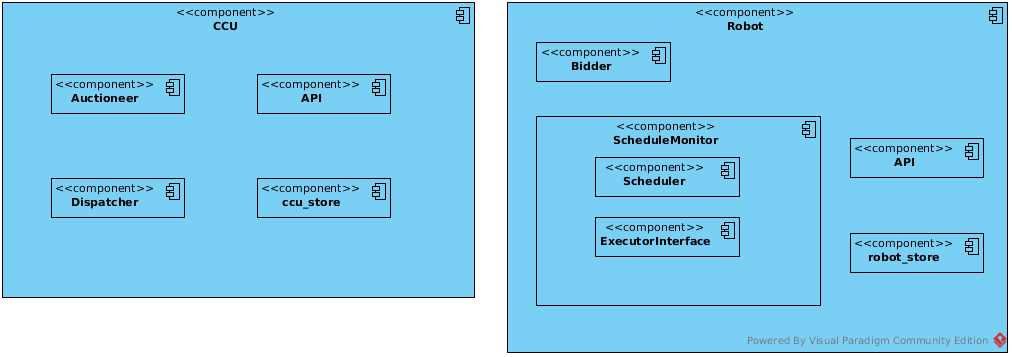 <<component>>
CCU
<<component>>
Auctioneer
<<component>>
API
<<component>>
Dispatcher
<<component>>
ccu_store
<<component>>
Robot
<<component>>
Bidder
<<component>>
ScheduleMonitor
<<component>>
Scheduler
<<component>>
ExecutorInterface
<<component>>
API
<<component>>
robot_store
Powered By Visual Paradigm Community Edition